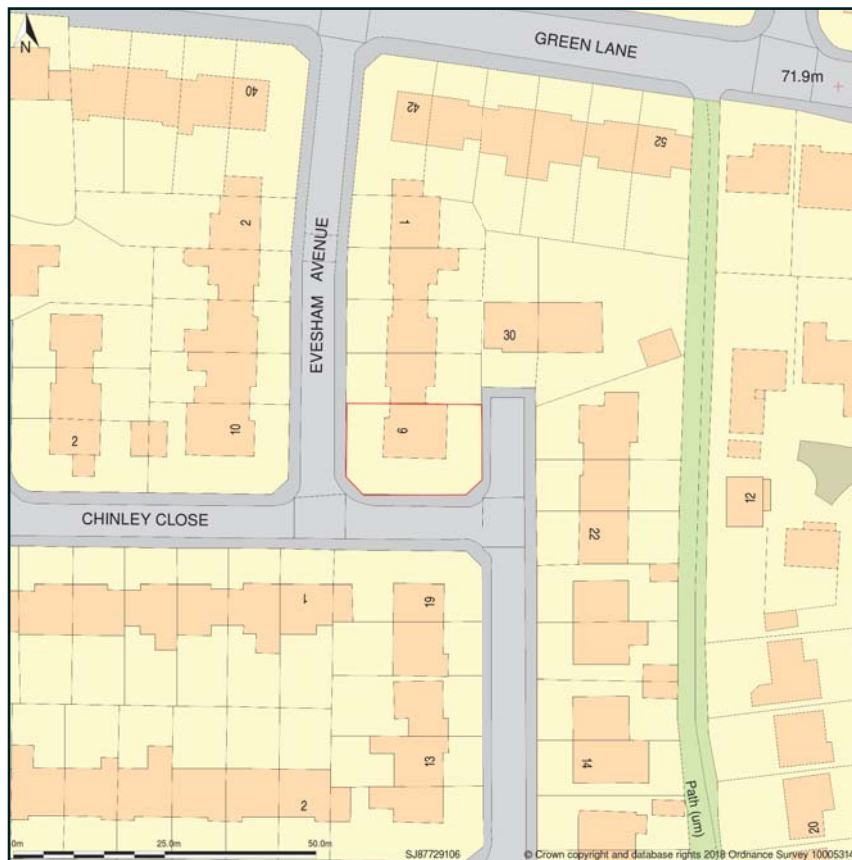 N
GREEN LANE
71.9m
40
42
52
2
1
EVESHAM AVENUE
30
2
10
9
12
22
CHINLEY CLOSE
1
19
14
13
2
Path (um)
20
0m
25.0m
50.0m
SJ87729106
© Crown copyright and database rights 2018 Ordnance Survey 10005314